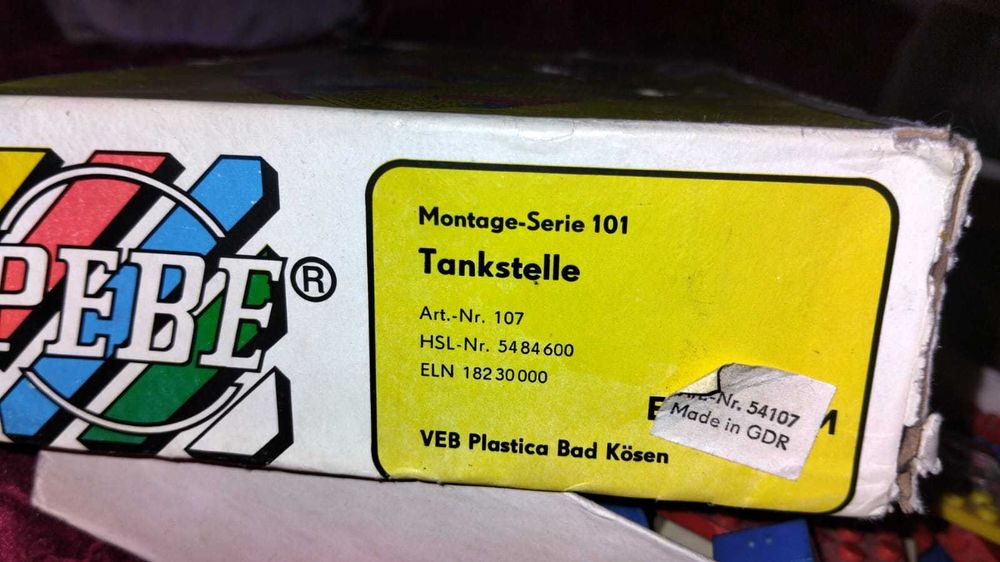 PEBE®
Montage-Serie 101
Tankstelle
Art.-Nr. 107
HSL-Nr. 5484600
ELN 18230000
-Nr. 54107
Made in GDR
VEB Plastica Bad Kösen